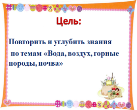 Цель:
Повторить и углубить знания
по темам «Вода, воздух, горные
породы, почва»